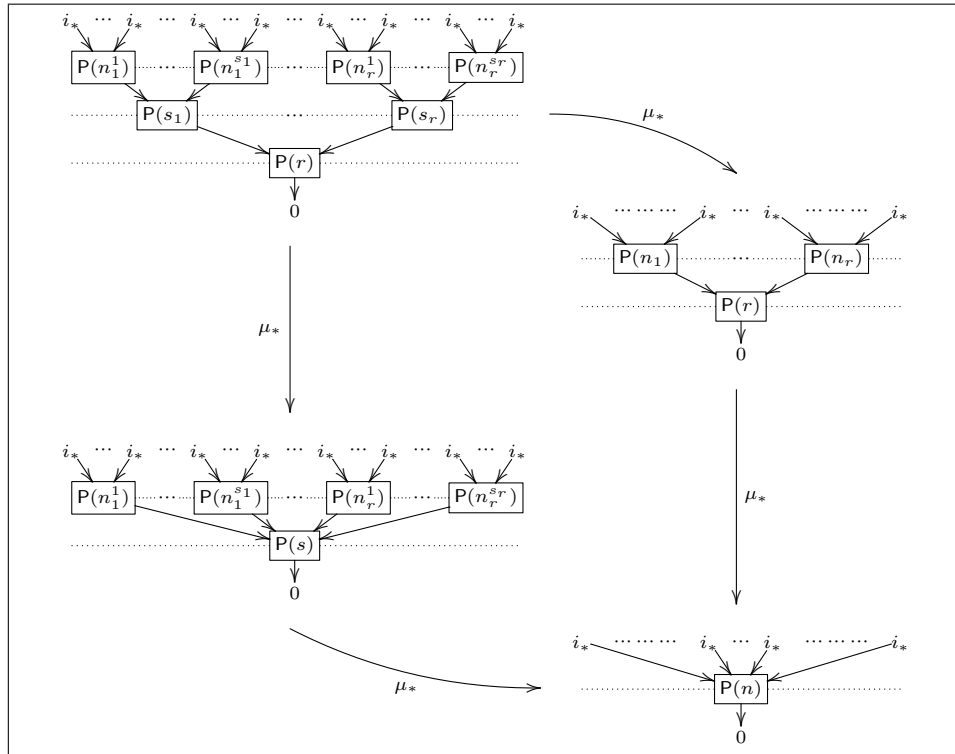 i_* ... i_* ... i_* ... i_* ... i_* ... i_* ... i_* ... i_*
P(n_1^1) ... P(n_1^{s_1}) ... P(n_r^1) ... P(n_r^{s_r})
P(s_1) ... P(s_r)
μ_*
P(r)
0
i_* ... ... ... i_* ... i_* ... ... ... i_*
P(n_1) ... P(n_r)
P(r)
μ_*
0
i_* ... i_* ... i_* ... i_* ... i_* ... i_* ... i_* ... i_*
P(n_1^1) ... P(n_1^{s_1}) ... P(n_r^1) ... P(n_r^{s_r})
μ_*
P(s)
0
i_* ... ... ... i_* ... i_* ... ... ... i_*
μ_*
P(n)
0